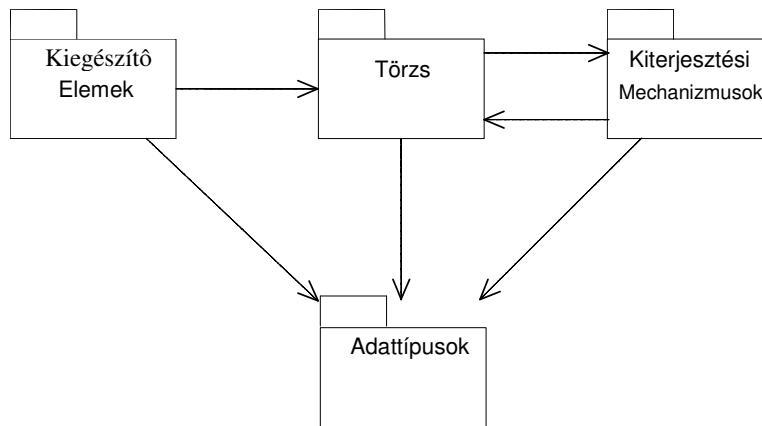 Kiegészítô
Elemek
Törzs
Kiterjesztési
Mechanizmusok
Adattípusok